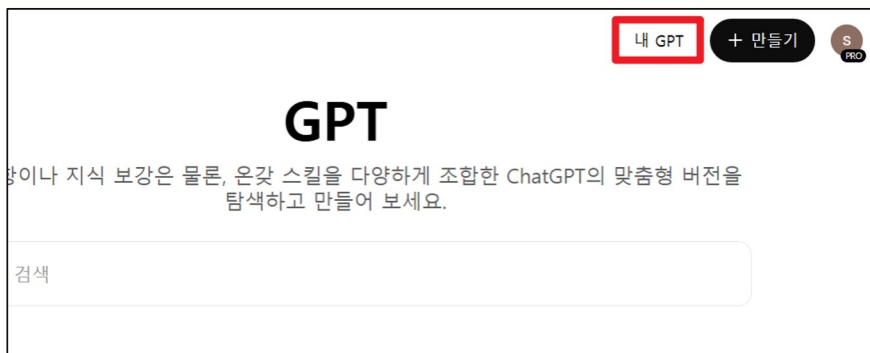 내 GPT
+ 만들기
S
PRO
GPT
이나 지식 보강은 물론, 온갖 스킬을 다양하게 조합한 ChatGPT의 맞춤형 버전을
탐색하고 만들어 보세요.
검색